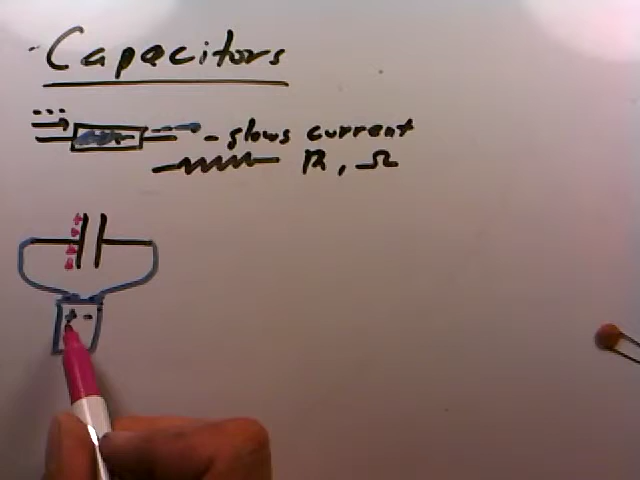 Capacitors
- slows current
R, Ω
+ -